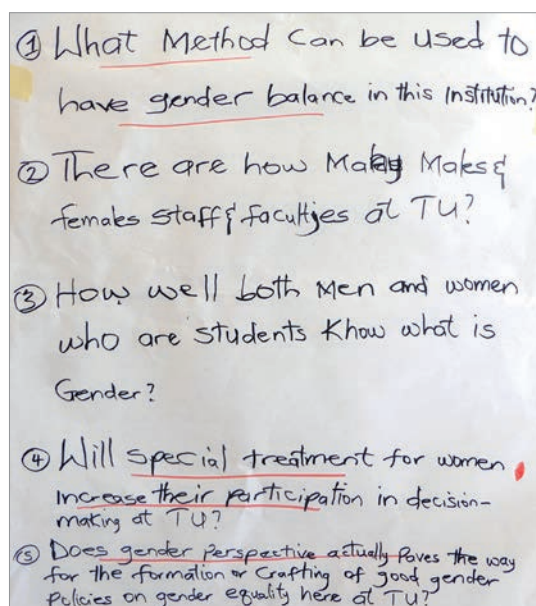 ① What Method Can be used to
have gender balance in this Institution?
② There are how Many Males &
females staff & faculties at TU?
③ How well both Men and women
who are students Know what is
Gender?
④ Will special treatment for women
increase their participation in decision-
making at TU?
⑤ Does gender perspective actually Paves the way
for the formation or Crafting of good gender
Policies on gender equality here at TU?